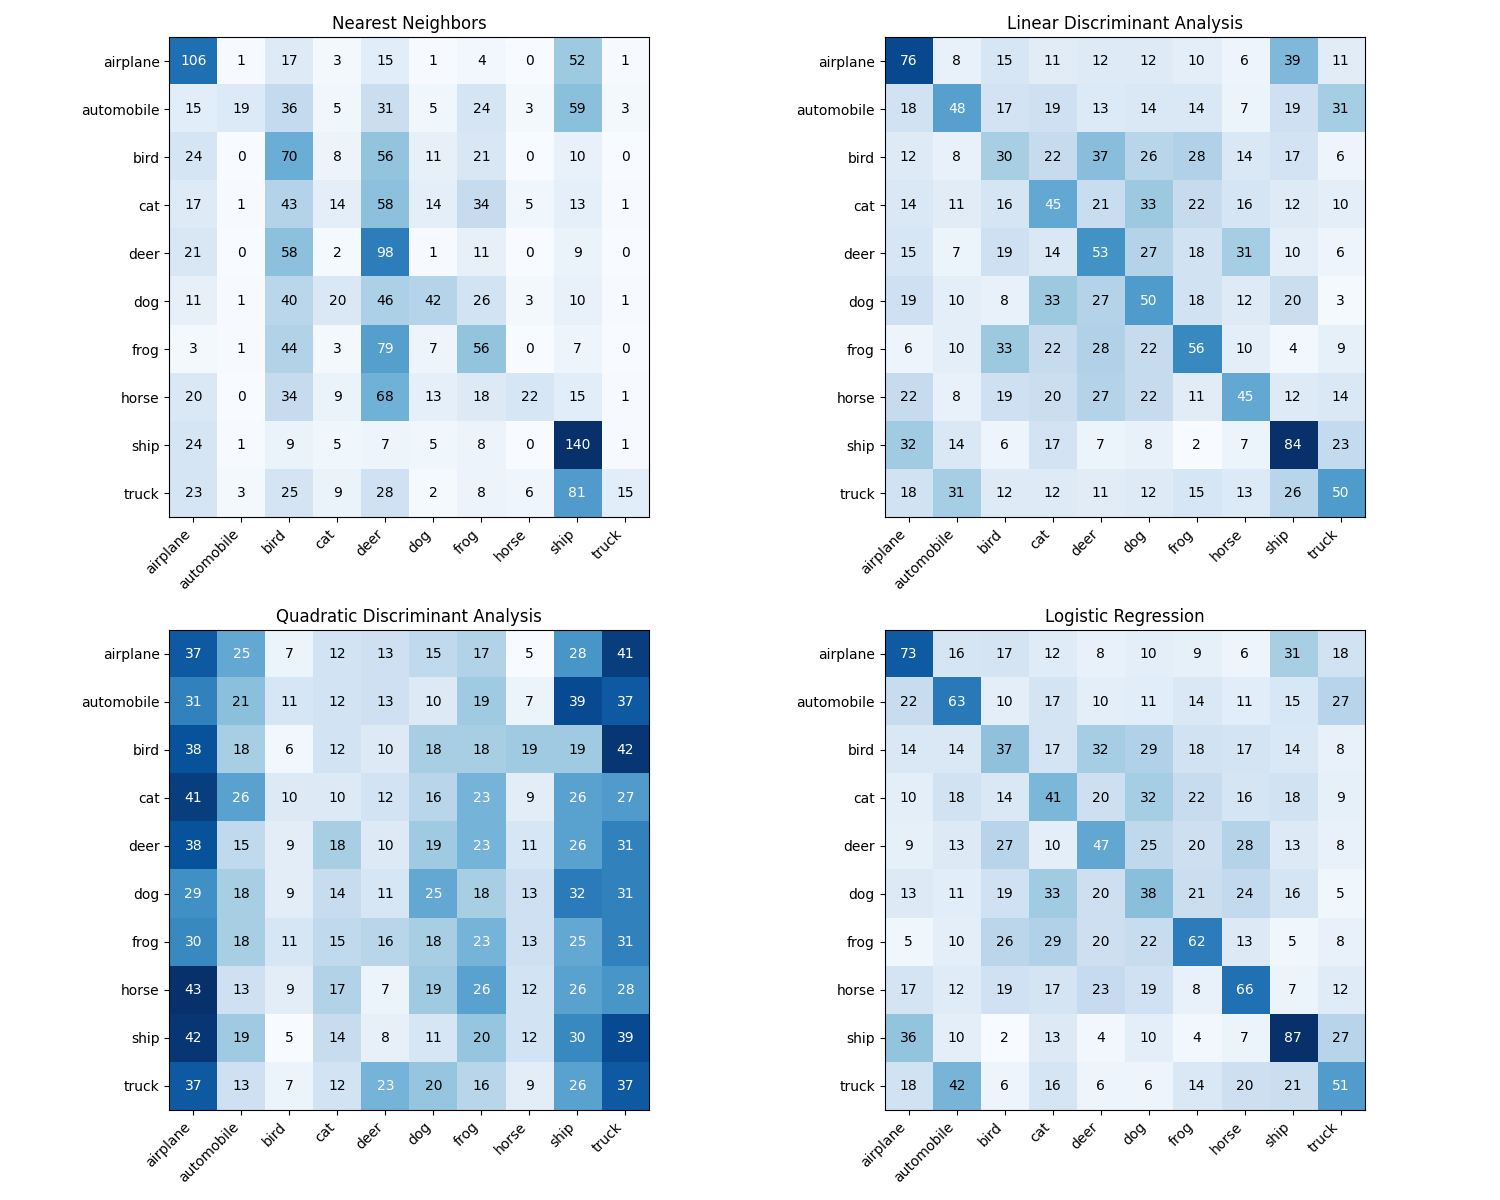 Nearest Neighbors
airplane 106 1 17 3 15 1 4 0 52 1
automobile 15 19 36 5 31 5 24 3 59 3
bird 24 0 70 8 56 11 21 0 10 0
cat 17 1 43 14 58 14 34 5 13 1
deer 21 0 58 2 98 1 11 0 9 0
dog 11 1 40 20 46 42 26 3 10 1
frog 3 1 44 3 79 7 56 0 7 0
horse 20 0 34 9 68 13 18 22 15 1
ship 24 1 9 5 7 5 8 0 140 1
truck 23 3 25 9 28 2 8 6 81 15
airplane automobile bird cat deer dog frog horse ship truck
Linear Discriminant Analysis
airplane 76 8 15 11 12 12 10 6 39 11
automobile 18 48 17 19 13 14 14 7 19 31
bird 12 8 30 22 37 26 28 14 17 6
cat 14 11 16 45 21 33 22 16 12 10
deer 15 7 19 14 53 27 18 31 10 6
dog 19 10 8 33 27 50 18 12 20 3
frog 6 10 33 22 28 22 56 10 4 9
horse 22 8 19 20 27 22 11 45 12 14
ship 32 14 6 17 7 8 2 7 84 23
truck 18 31 12 12 11 12 15 13 26 50
airplane automobile bird cat deer dog frog horse ship truck
Quadratic Discriminant Analysis
airplane 37 25 7 12 13 15 17 5 28 41
automobile 31 21 11 12 13 10 19 7 39 37
bird 38 18 6 12 10 18 18 19 19 42
cat 41 26 10 10 12 16 23 9 26 27
deer 38 15 9 18 10 19 23 11 26 31
dog 29 18 9 14 11 25 18 13 32 31
frog 30 18 11 15 16 18 23 13 25 31
horse 43 13 9 17 7 19 26 12 26 28
ship 42 19 5 14 8 11 20 12 30 39
truck 37 13 7 12 23 20 16 9 26 37
airplane automobile bird cat deer dog frog horse ship truck
Logistic Regression
airplane 73 16 17 12 8 10 9 6 31 18
automobile 22 63 10 17 10 11 14 11 15 27
bird 14 14 37 17 32 29 18 17 14 8
cat 10 18 14 41 20 32 22 16 18 9
deer 9 13 27 10 47 25 20 28 13 8
dog 13 11 19 33 20 38 21 24 16 5
frog 5 10 26 29 20 22 62 13 5 8
horse 17 12 19 17 23 19 8 66 7 12
ship 36 10 2 13 4 10 4 7 87 27
truck 18 42 6 16 6 6 14 20 21 51
airplane automobile bird cat deer dog frog horse ship truck